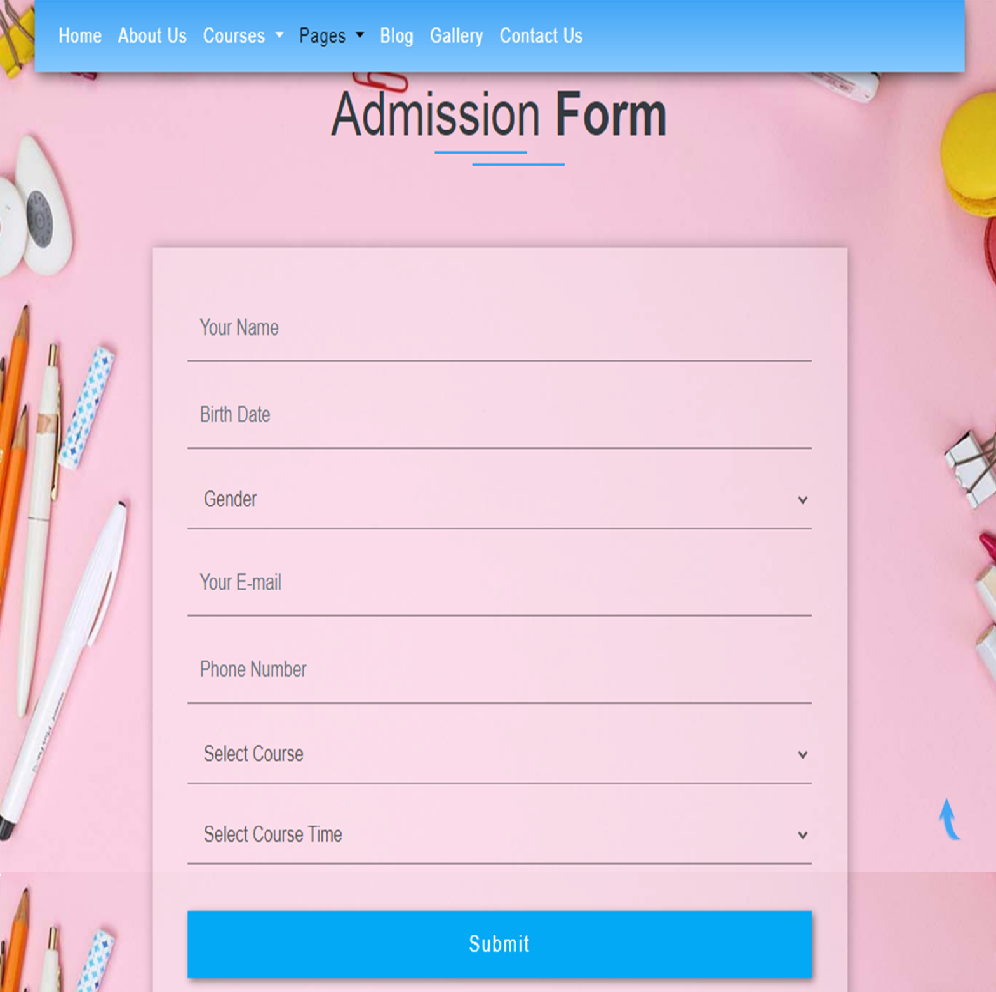 Home About Us Courses Pages Blog Gallery Contact Us
Admission Form
Your Name
Birth Date
Gender
Your E-mail
Phone Number
Select Course
Select Course Time
Submit